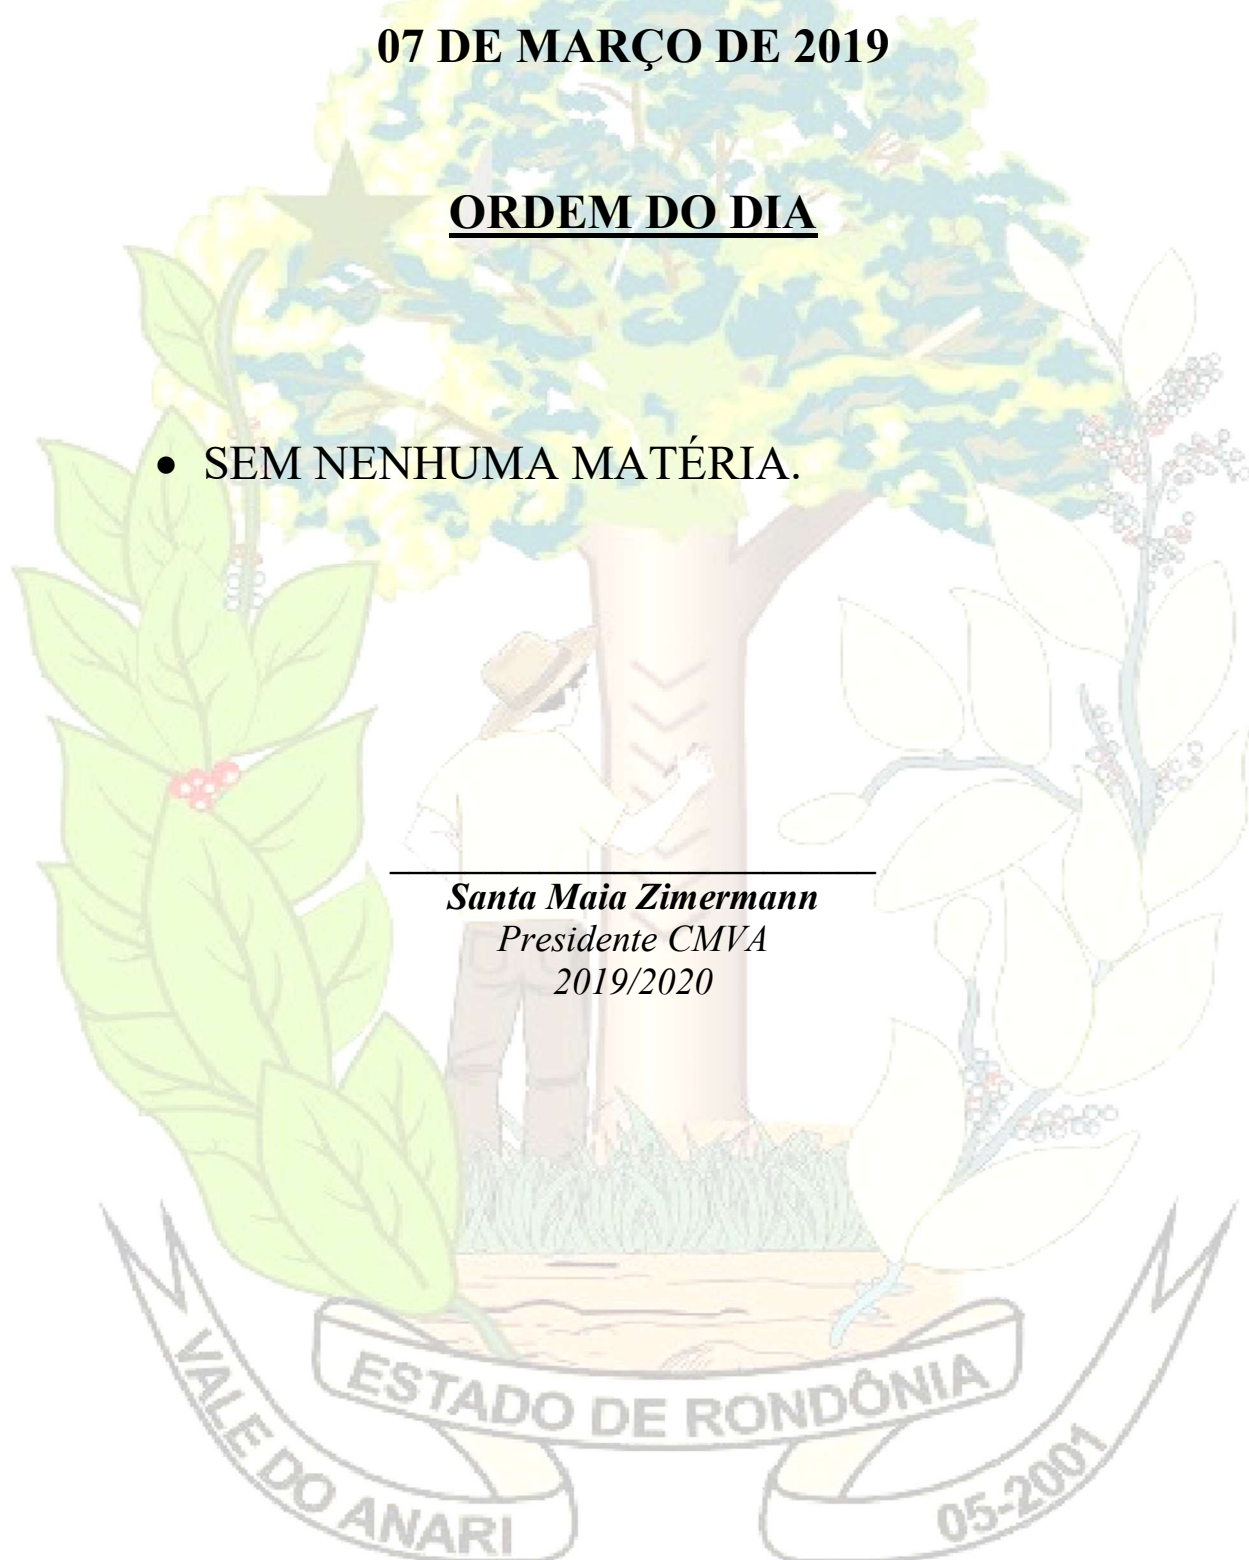 07 DE MARÇO DE 2019
ORDEM DO DIA
• SEM NENHUMA MATÉRIA.
Santa Maia Zimermann
Presidente CMVA
2019/2020
ESTADO DE RONDÔNIA
VALE DO ANARI
05-2001